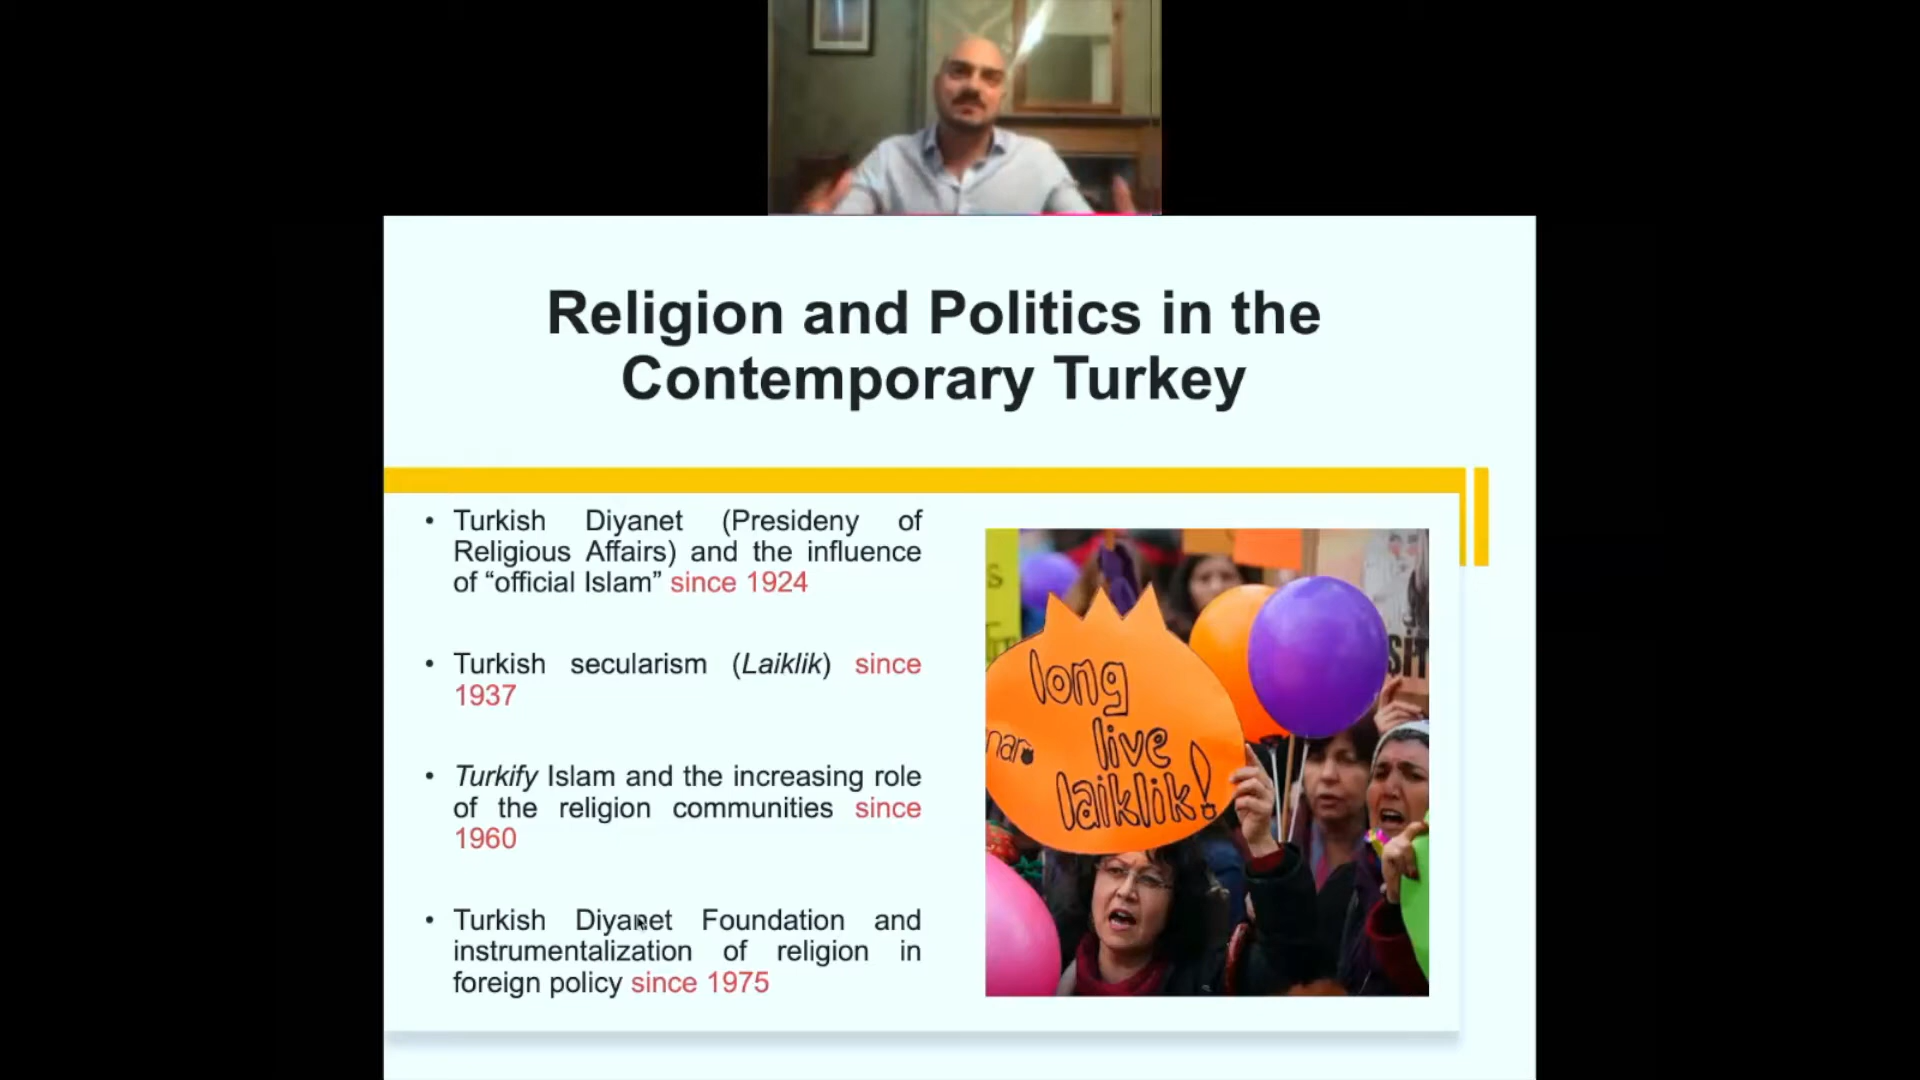 Religion and Politics in the
Contemporary Turkey
• Turkish Diyanet (Presideny of
Religious Affairs) and the influence
of “official Islam” since 1924
• Turkish secularism (Laiklik) since
1937
• Turkify Islam and the increasing role
of the religion communities since
1960
• Turkish Diyanet Foundation and
instrumentalization of religion in
foreign policy since 1975
long
live
laiklik!